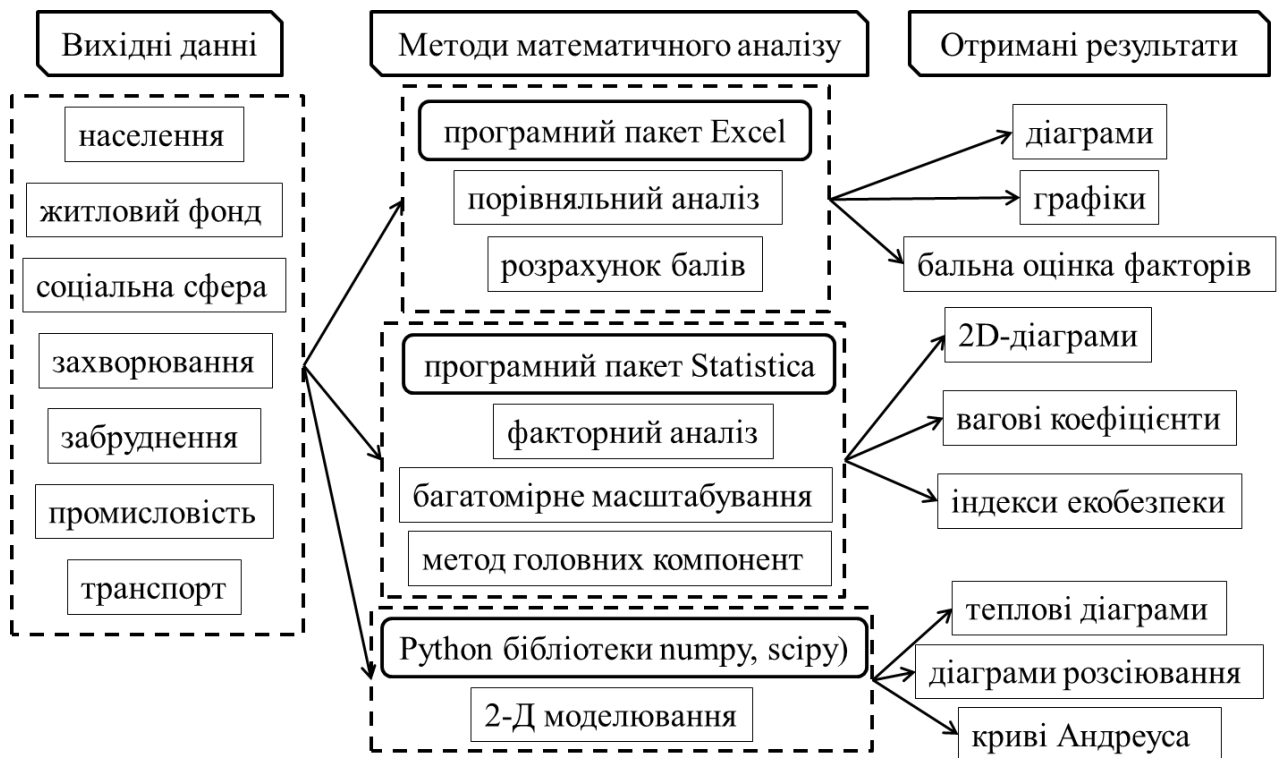 Вихідні данні
населення
житловий фонд
соціальна сфера
захворювання
забруднення
промисловість
транспорт
Методи математичного аналізу
програмний пакет Excel
порівняльний аналіз
розрахунок балів
програмний пакет Statistica
факторний аналіз
багатомірне масштабування
метод головних компонент
Python бібліотеки numpy, scipy)
2-Д моделювання
Отримані результати
діаграми
графіки
бальна оцінка факторів
2D-діаграми
вагові коефіцієнти
індекси екобезпеки
теплові діаграми
діаграми розсіювання
криві Андреуса